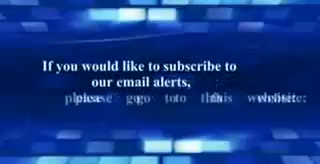 If you would like to subscribe to
our email alerts,
please go to this website: